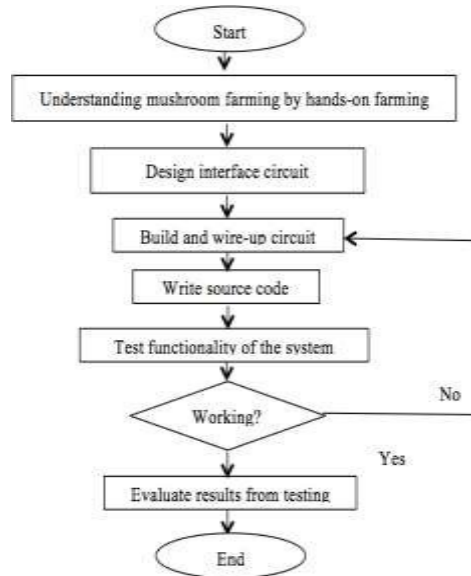 Start
Understanding mushroom farming by hands-on farming
Design interface circuit
Build and wire-up circuit
Write source code
Test functionality of the system
No
Working?
Yes
Evaluate results from testing
End